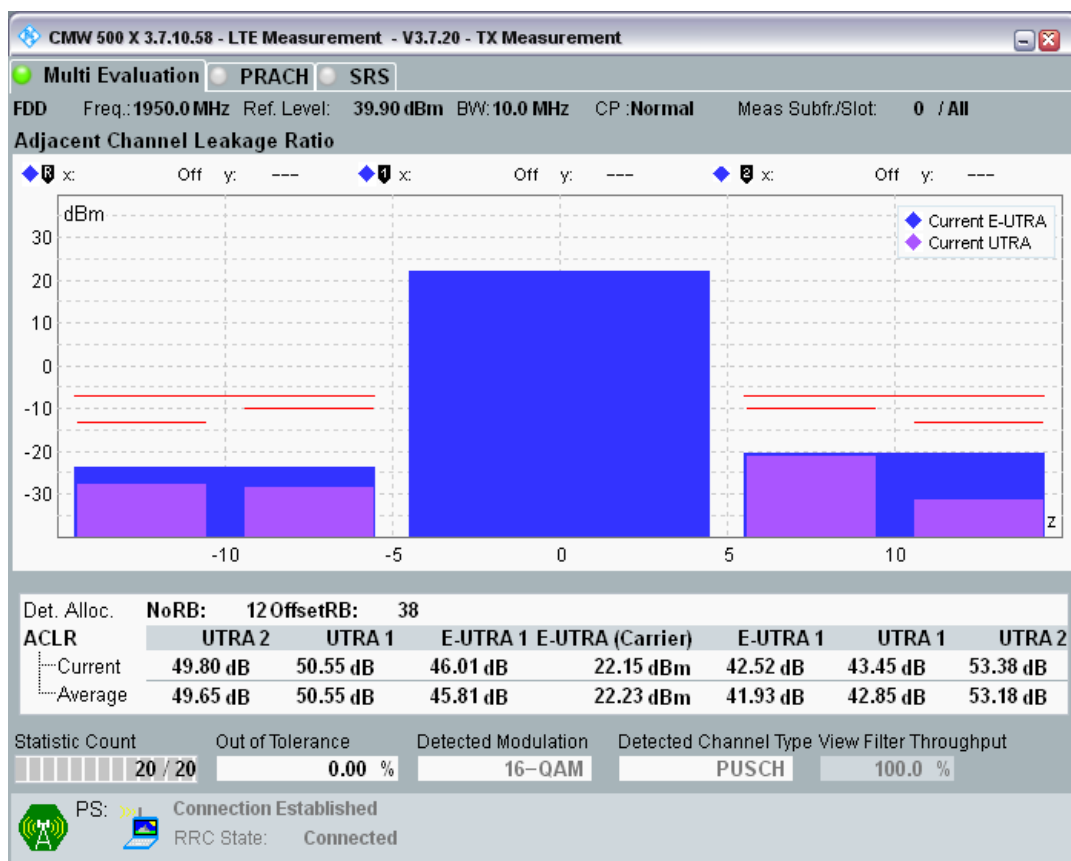 CMW 500 X 3.7.10.58 - LTE Measurement - V3.7.20 - TX Measurement
Multi Evaluation PRACH SRS
FDD Freq.: 1950.0 MHz Ref. Level: 39.90 dBm BW: 10.0 MHz CP : Normal Meas Subfr./Slot: 0 / All
Adjacent Channel Leakage Ratio
R x: Off y: --- 1 x: Off y: --- 2 x: Off y: ---
dBm
Current E-UTRA
Current UTRA
30
20
10
0
-10
-20
-30
z
-10 -5 0 5 10
Det. Alloc. NoRB: 12 OffsetRB: 38
ACLR UTRA 2 UTRA 1 E-UTRA 1 E-UTRA (Carrier) E-UTRA 1 UTRA 1 UTRA 2
Current 49.80 dB 50.55 dB 46.01 dB 22.15 dBm 42.52 dB 43.45 dB 53.38 dB
Average 49.65 dB 50.55 dB 45.81 dB 22.23 dBm 41.93 dB 42.85 dB 53.18 dB
Statistic Count Out of Tolerance Detected Modulation Detected Channel Type View Filter Throughput
20 / 20 0.00 % 16-QAM PUSCH 100.0 %
PS: Connection Established
RRC State: Connected